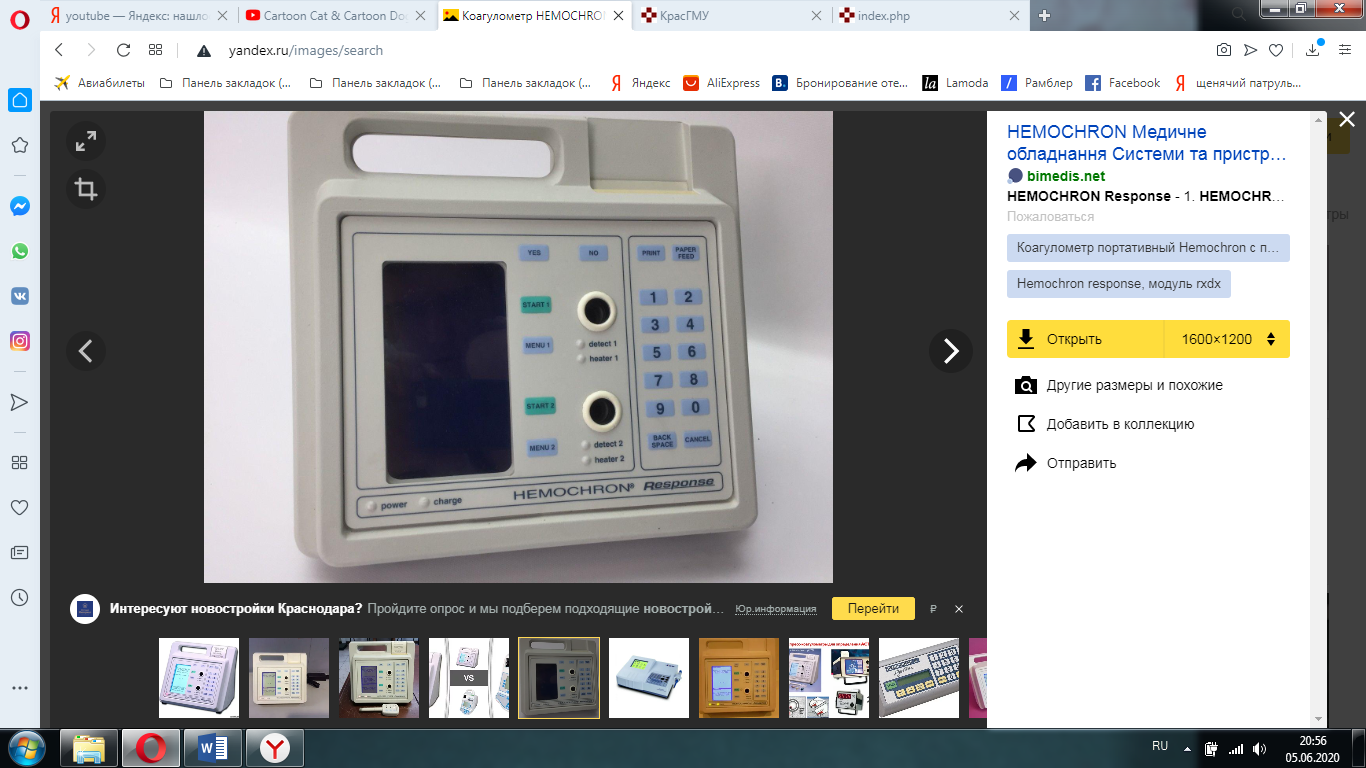 youtube — Яндекс: нашло
Cartoon Cat & Cartoon Do
Коагулометр HEMOCHRO
КрасГМУ
index.php
yandex.ru/images/search
Авиабилеты
Панель закладок (...
Панель закладок (...
Панель закладок (...
Яндекс
AliExpress
Бронирование оте...
Lamoda
Рамблер
Facebook
щенячий патруль...
YES
NO
PRINT
PAPER FEED
START 1
1 2
MENU 1
detect 1
3 4
heater 1
5 6
7 8
START 2
9 0
MENU 2
detect 2
BACK SPACE
CANCEL
heater 2
power
charge
HEMOCHRON® Response
HEMOCHRON Медичне
обладнання Системи та пристр...
bimedis.net
HEMOCHRON Response - 1. HEMOCHR...
Пожаловаться
Коагулометр портативный Hemochron с п...
Hemochron response, модуль rxdx
Открыть
1600×1200
Другие размеры и похожие
Добавить в коллекцию
Отправить
Интересуют новостройки Краснодара? Пройдите опрос и мы подберем подходящие новострой...
Юр.информация
Перейти
₽
VS
RU
20:56
05.06.2020